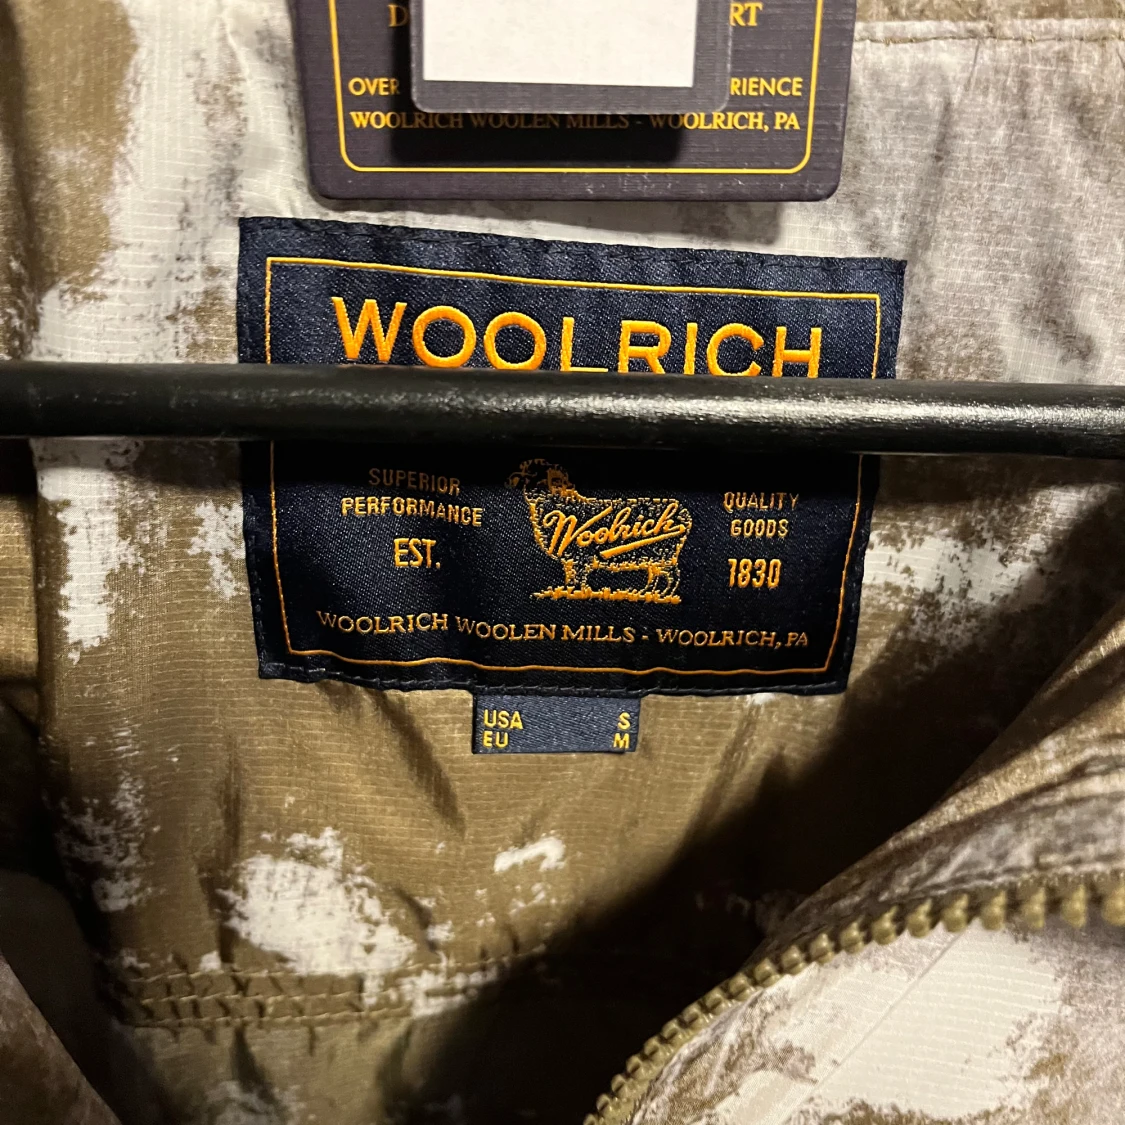 OVER RIENCE
WOOLRICH WOOLEN MILLS - WOOLRICH, PA
WOOLRICH
SUPERIOR PERFORMANCE
EST.
Woolrich
QUALITY GOODS
1830
WOOLRICH WOOLEN MILLS - WOOLRICH, PA
USA S
EU M